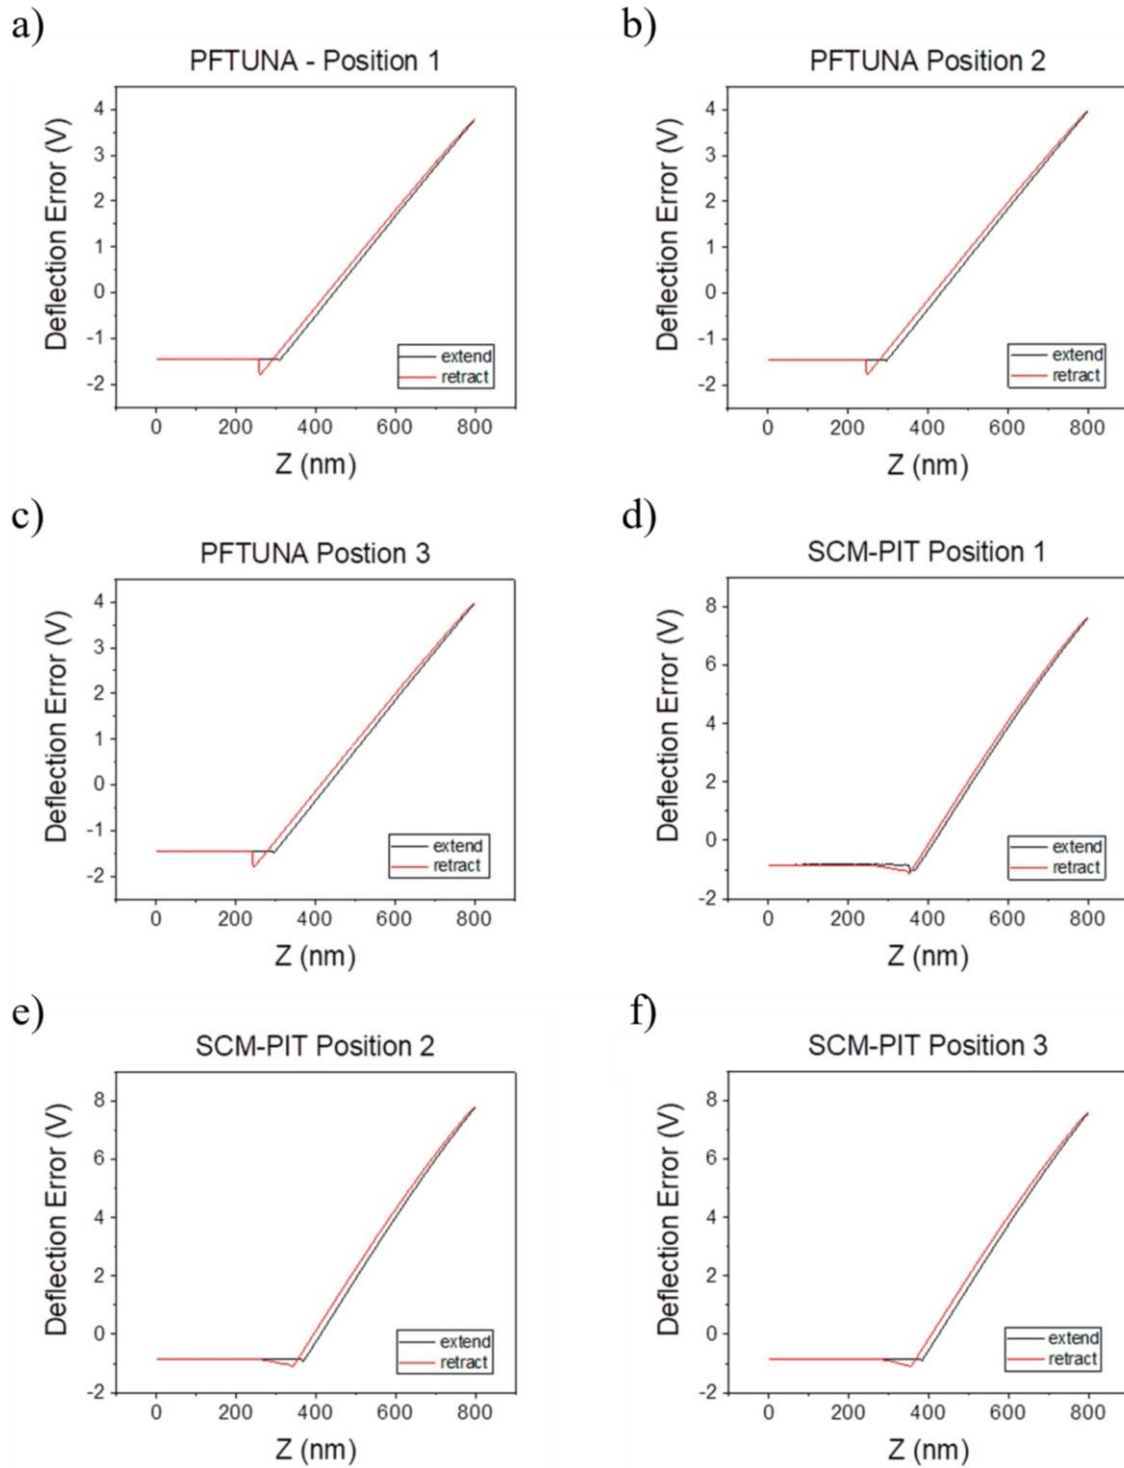 a)
PFTUNA - Position 1
Deflection Error (V)
4
3
2
1
0
-1
-2
extend
retract
0 200 400 600 800
Z (nm)
b)
PFTUNA Position 2
Deflection Error (V)
4
3
2
1
0
-1
-2
extend
retract
0 200 400 600 800
Z (nm)
c)
PFTUNA Postion 3
Deflection Error (V)
4
3
2
1
0
-1
-2
extend
retract
0 200 400 600 800
Z (nm)
d)
SCM-PIT Position 1
Deflection Error (V)
8
6
4
2
0
-2
extend
retract
0 200 400 600 800
Z (nm)
e)
SCM-PIT Position 2
Deflection Error (V)
8
6
4
2
0
-2
extend
retract
0 200 400 600 800
Z (nm)
f)
SCM-PIT Position 3
Deflection Error (V)
8
6
4
2
0
-2
extend
retract
0 200 400 600 800
Z (nm)